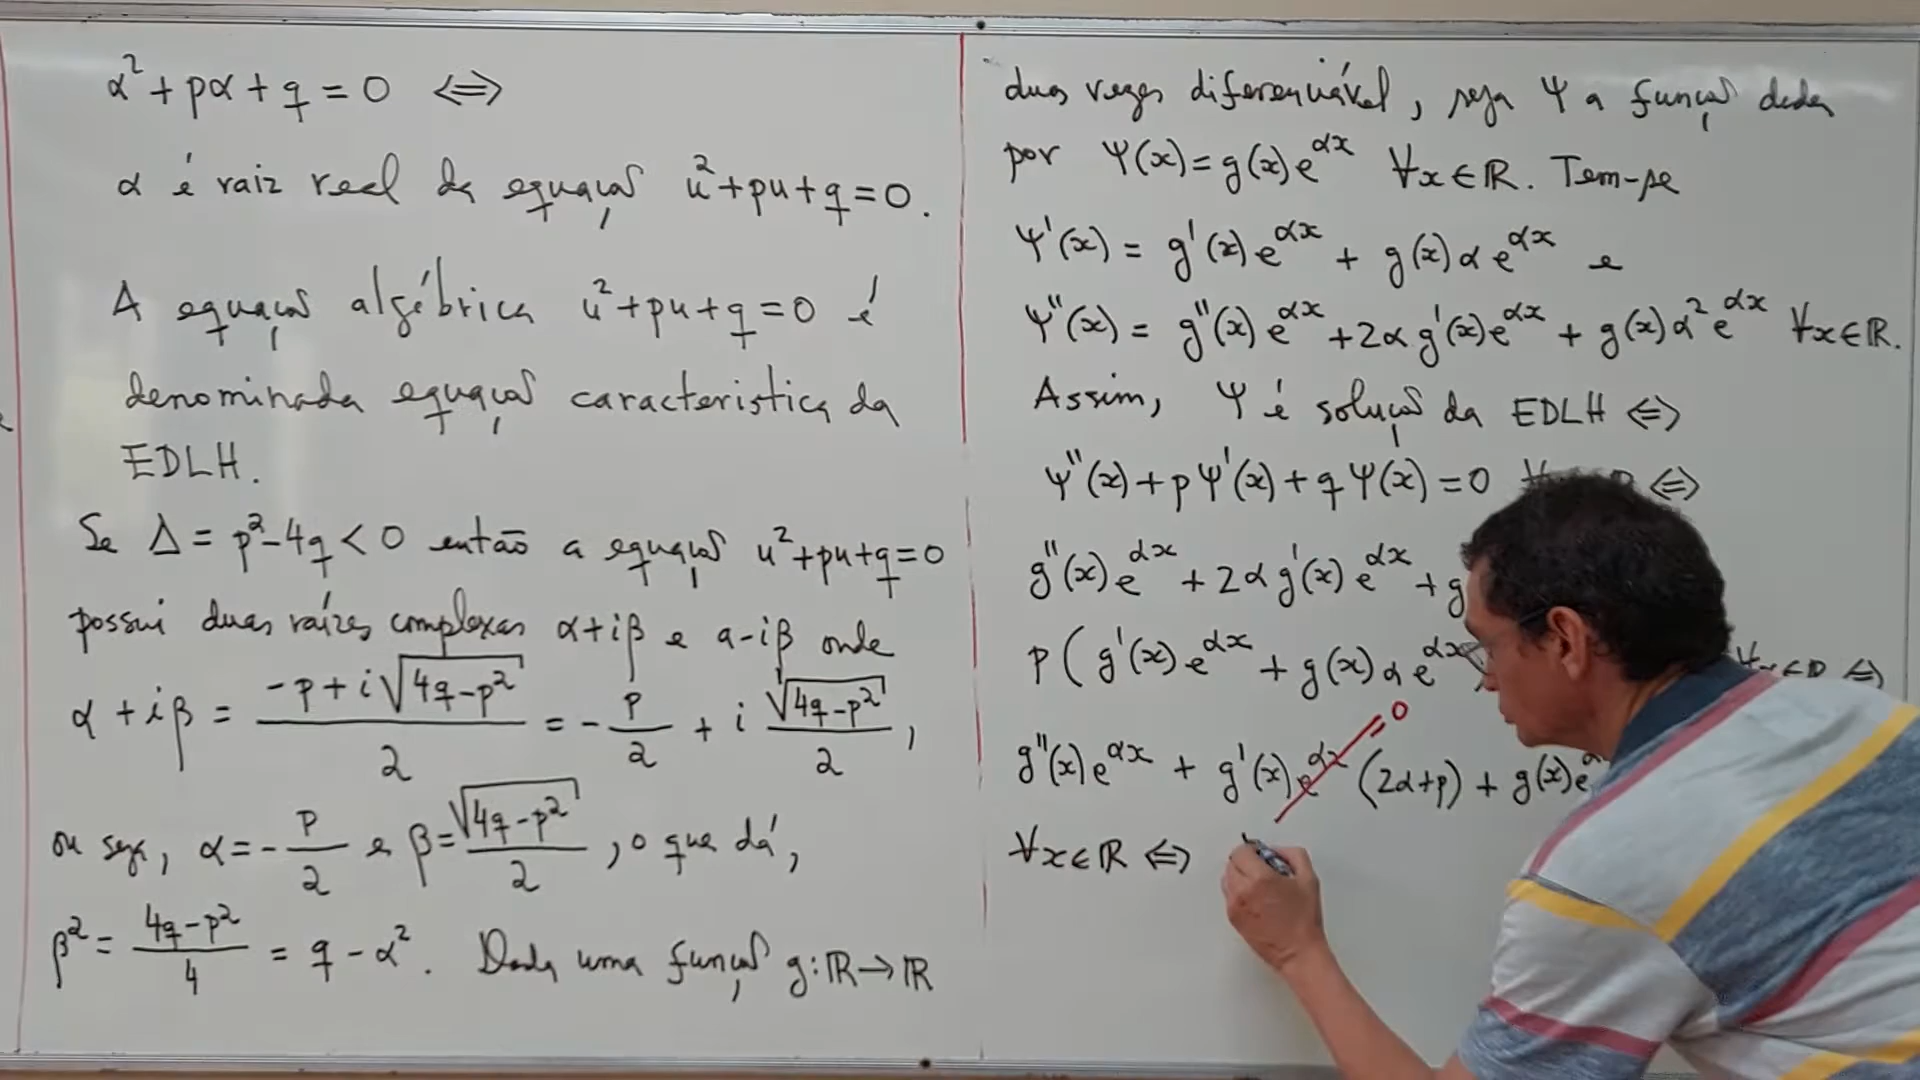 α² + pα + q = 0 ⟺
α é raiz real da equação u² + pu + q = 0.
A equação algébrica u² + pu + q = 0 é
denominada equação caracteristica da
EDLH.
Se Δ = p² - 4q < 0 então a equação u² + pu + q = 0
possui duas raízes complexas α + iβ e α - iβ onde
α + iβ = (-p + i√(4q - p²))/2 = -p/2 + i √(4q - p²)/2 ,
ou seja, α = -p/2 e β = √(4q - p²)/2 , o que dá,
β² = (4q - p²)/4 = q - α². Dada uma função g: ℝ → ℝ
duas vezes diferenciável, seja Ψ a função dada
por Ψ(x) = g(x)e^{αx} ∀x∈ℝ. Tem-se
Ψ'(x) = g'(x)e^{αx} + g(x)αe^{αx} e
Ψ''(x) = g''(x)e^{αx} + 2αg'(x)e^{αx} + g(x)α²e^{αx} ∀x∈ℝ.
Assim, Ψ é solução da EDLH ⟺
Ψ''(x) + pΨ'(x) + qΨ(x) = 0 ⟺
g''(x)e^{αx} + 2αg'(x)e^{αx} + g
p(g'(x)e^{αx} + g(x)αe^{αx} ∀x∈ℝ ⟺
= 0
g''(x)e^{αx} + g'(x)e^{αx}(2α+p) + g(x)e^α
∀x∈ℝ ⟺